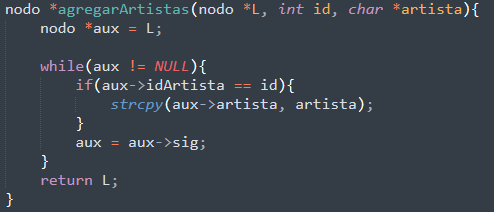 nodo *agregarArtistas(nodo *L, int id, char *artista){
    nodo *aux = L;

    while(aux != NULL){
        if(aux->idArtista == id){
            strcpy(aux->artista, artista);
        }
        aux = aux->sig;
    }
    return L;
}